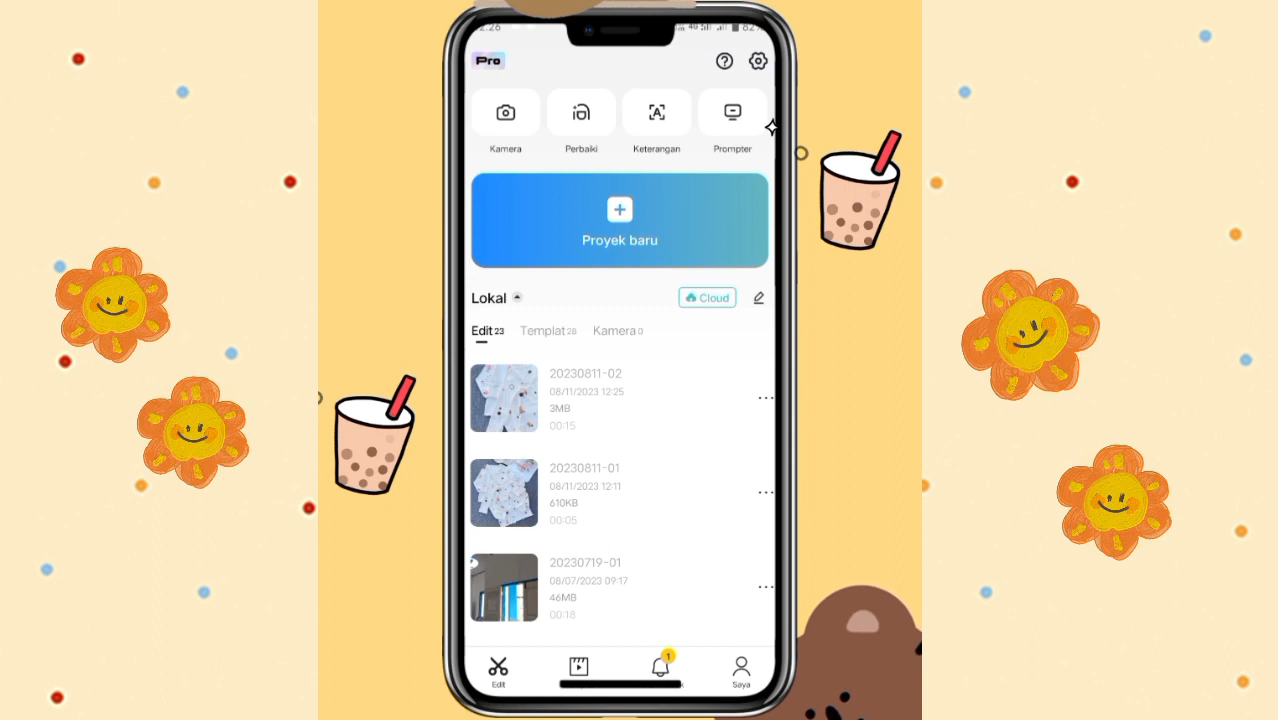 Pro
Kamera
Perbaiki
Keterangan
Prompter
Proyek baru
Lokal
Cloud
Edit 23
Templat 28
Kamera 0
20230811-02
08/11/2023 12:25
3MB
00:15
20230811-01
08/11/2023 12:11
610KB
00:05
20230719-01
08/07/2023 09:17
46MB
00:18
1
Edit
Saya